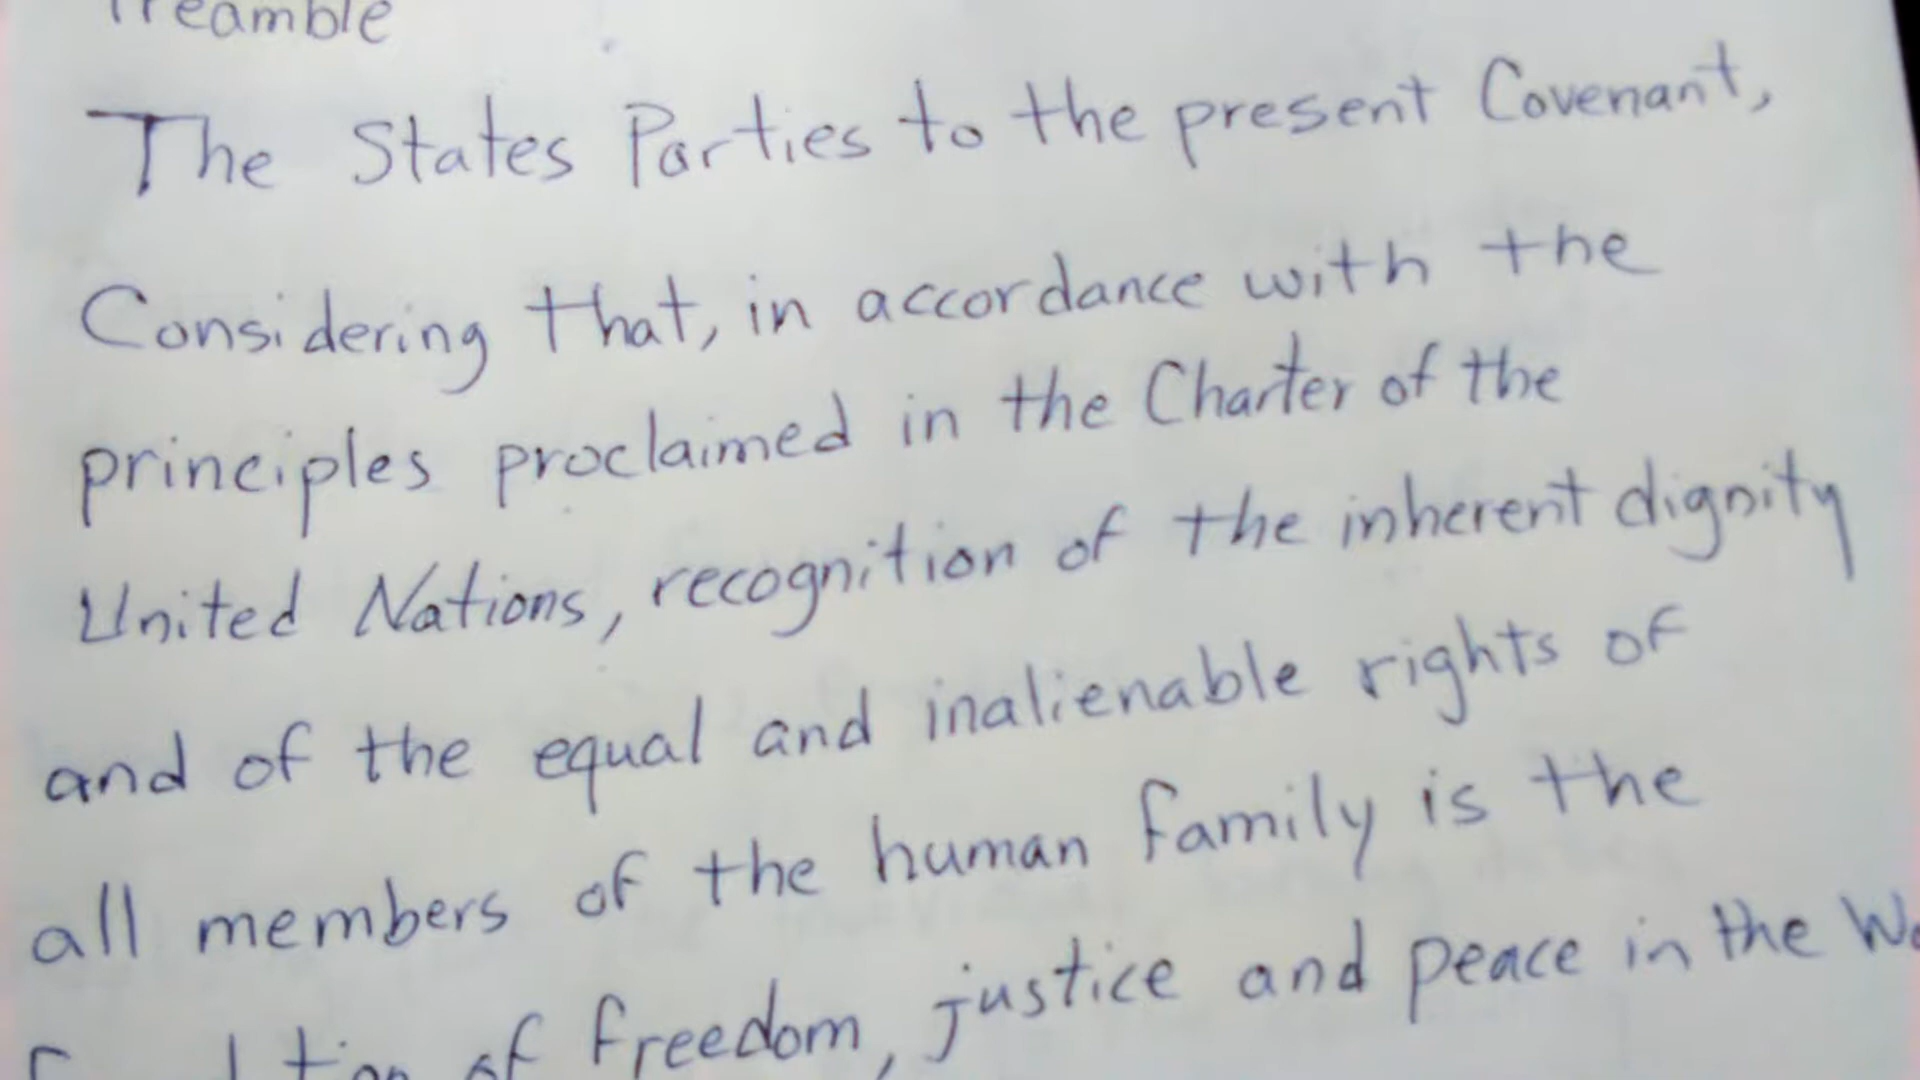 Preamble
The States Parties to the present Covenant,
Considering that, in accordance with the
principles proclaimed in the Charter of the
United Nations, recognition of the inherent dignity
and of the equal and inalienable rights of
all members of the human family is the
of freedom, justice and peace in the